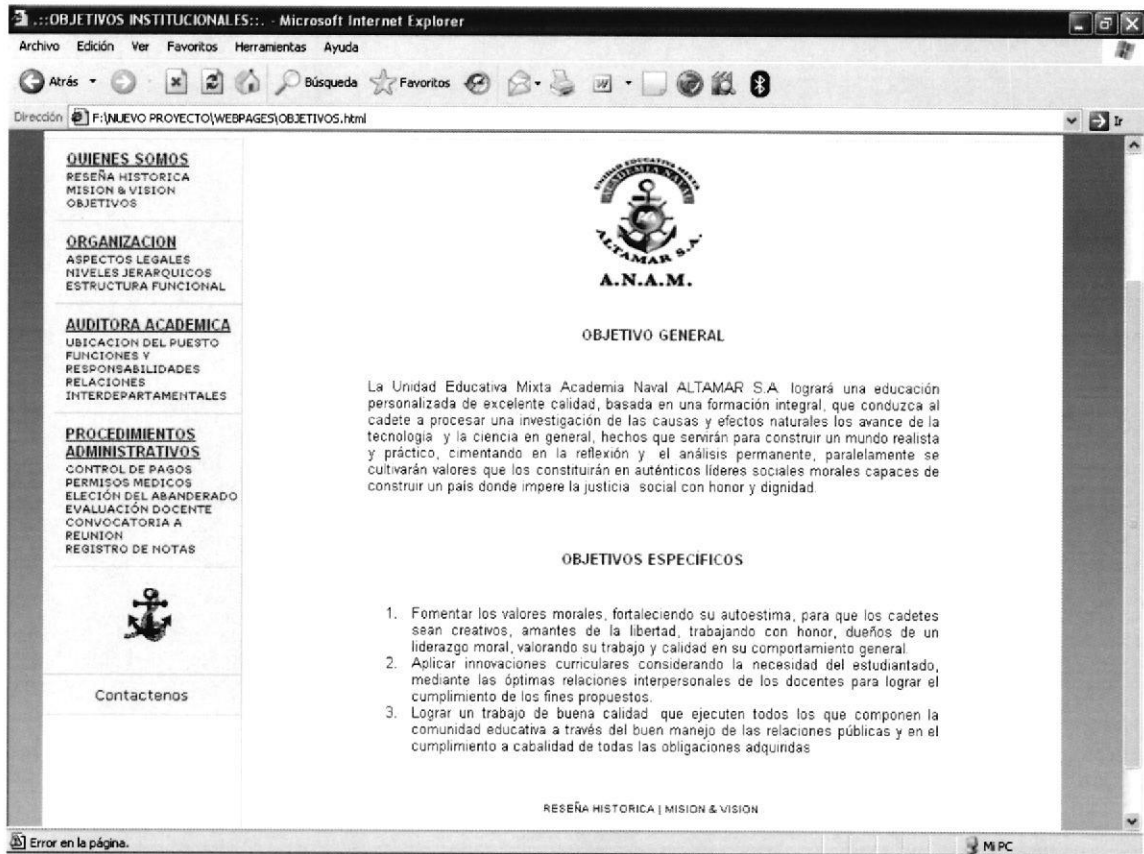 .::OBJETIVOS INSTITUCIONALES::. - Microsoft Internet Explorer
Archivo Edición Ver Favoritos Herramientas Ayuda
Atrás Búsqueda Favoritos
Dirección F:\NUEVO PROYECTO\WEBPAGES\OBJETIVOS.html Ir
QUIENES SOMOS
RESEÑA HISTORICA
MISION & VISION
OBJETIVOS
ORGANIZACION
ASPECTOS LEGALES
NIVELES JERARQUICOS
ESTRUCTURA FUNCIONAL
AUDITORA ACADEMICA
UBICACION DEL PUESTO
FUNCIONES Y
RESPONSABILIDADES
RELACIONES
INTERDEPARTAMENTALES
PROCEDIMIENTOS
ADMINISTRATIVOS
CONTROL DE PAGOS
PERMISOS MEDICOS
ELECIÓN DEL ABANDERADO
EVALUACIÓN DOCENTE
CONVOCATORIA A
REUNION
REGISTRO DE NOTAS
Contactenos
UNIDAD EDUCATIVA MIXTA
ACADEMIA NAVAL
ALTAMAR S.A.
A.N.A.M.
OBJETIVO GENERAL
La Unidad Educativa Mixta Academia Naval ALTAMAR S.A. logrará una educación
personalizada de excelente calidad, basada en una formación integral, que conduzca al
cadete a procesar una investigación de las causas y efectos naturales los avance de la
tecnología y la ciencia en general, hechos que servirán para construir un mundo realista
y práctico, cimentando en la reflexión y el análisis permanente, paralelamente se
cultivarán valores que los constituirán en auténticos líderes sociales morales capaces de
construir un país donde impere la justicia social con honor y dignidad.
OBJETIVOS ESPECÍFICOS
1. Fomentar los valores morales, fortaleciendo su autoestima, para que los cadetes
sean creativos, amantes de la libertad, trabajando con honor, dueños de un
liderazgo moral, valorando su trabajo y calidad en su comportamiento general.
2. Aplicar innovaciones curriculares considerando la necesidad del estudiantado,
mediante las óptimas relaciones interpersonales de los docentes para lograr el
cumplimiento de los fines propuestos.
3. Lograr un trabajo de buena calidad que ejecuten todos los que componen la
comunidad educativa a través del buen manejo de las relaciones públicas y en el
cumplimiento a cabalidad de todas las obligaciones adquiridas
RESEÑA HISTORICA | MISION & VISION
Error en la página. Mi PC